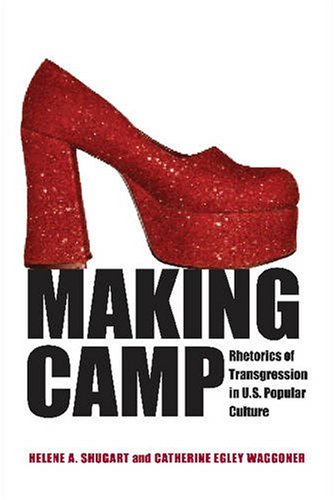 MAKING
CAMP
Rhetorics of
Transgression
in U.S. Popular
Culture
HELENE A. SHUGART AND CATHERINE EGLEY WAGGONER